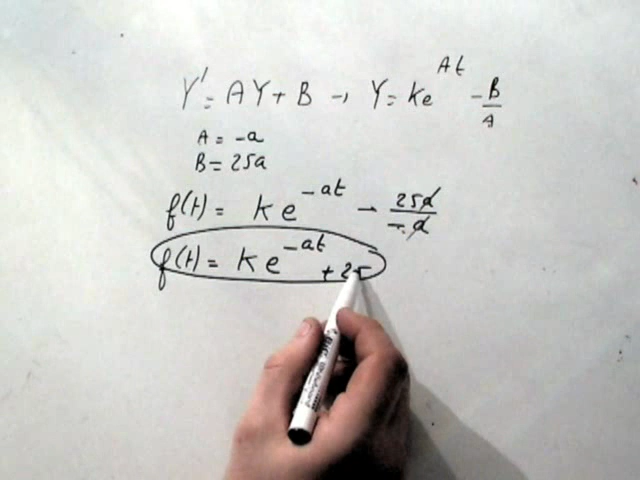 Y' = AY + B → Y = Ke^{At} - B/A
A = -a
B = 25a
f(t) = Ke^{-at} - 25a/-a
f(t) = Ke^{-at} + 25